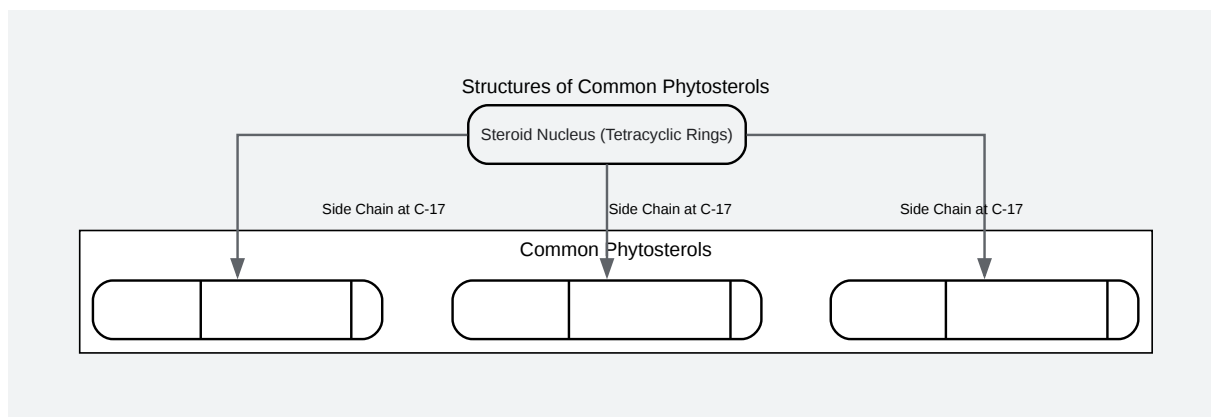 Structures of Common Phytosterols
Steroid Nucleus (Tetracyclic Rings)
Side Chain at C-17
Side Chain at C-17
Side Chain at C-17
Common Phytosterols